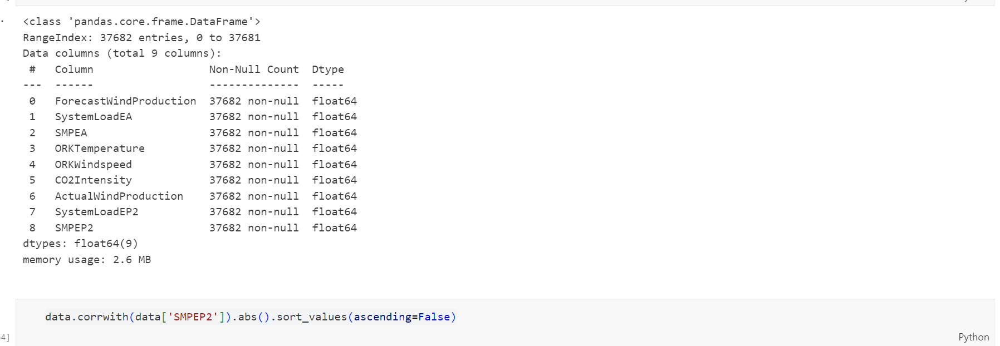 <class 'pandas.core.frame.DataFrame'>
RangeIndex: 37682 entries, 0 to 37681
Data columns (total 9 columns):
 #   Column                Non-Null Count  Dtype
---  ------                --------------  -----
 0   ForecastWindProduction  37682 non-null  float64
 1   SystemLoadEA            37682 non-null  float64
 2   SMPEA                   37682 non-null  float64
 3   ORKTemperature          37682 non-null  float64
 4   ORKWindspeed            37682 non-null  float64
 5   CO2Intensity            37682 non-null  float64
 6   ActualWindProduction    37682 non-null  float64
 7   SystemLoadEP2           37682 non-null  float64
 8   SMPEP2                  37682 non-null  float64
dtypes: float64(9)
memory usage: 2.6 MB
data.corrwith(data['SMPEP2']).abs().sort_values(ascending=False)
4]
Python